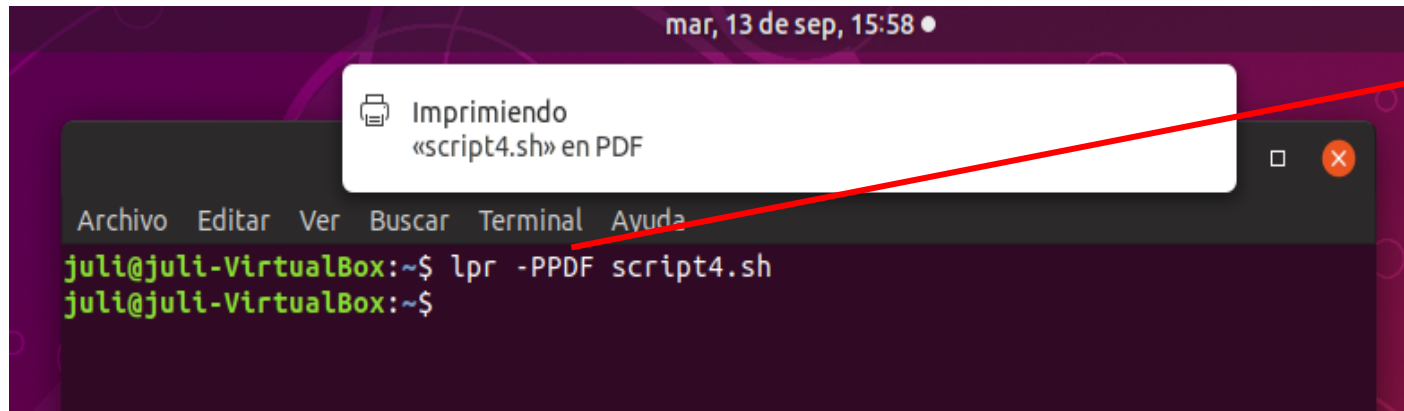 mar, 13 de sep, 15:58
Imprimiendo
«script4.sh» en PDF
Archivo Editar Ver Buscar Terminal Ayuda
juli@juli-VirtualBox:~$ lpr -PPDF script4.sh
juli@juli-VirtualBox:~$